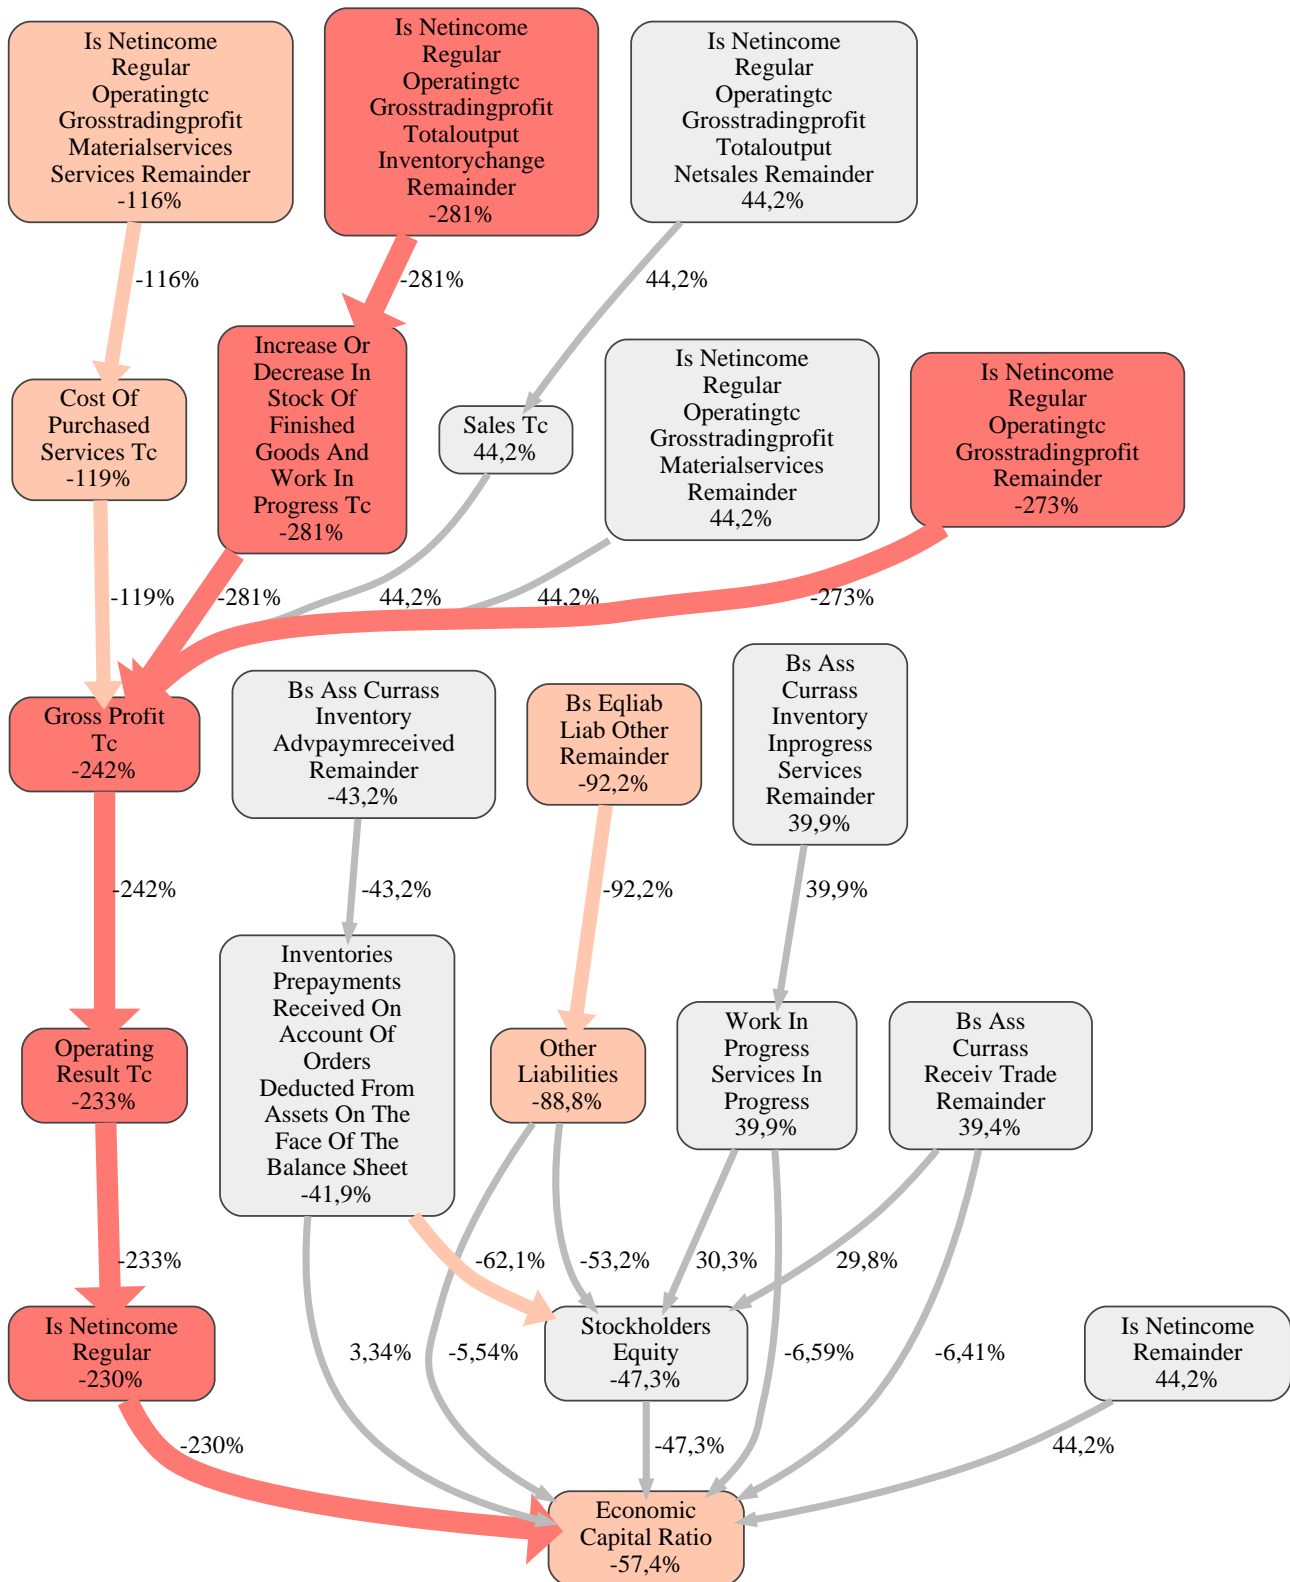 Is Netincome
Regular
Operatingtc
Grosstradingprofit
Materialservices
Services Remainder
-116%
Is Netincome
Regular
Operatingtc
Grosstradingprofit
Totaloutput
Inventorychange
Remainder
-281%
Is Netincome
Regular
Operatingtc
Grosstradingprofit
Totaloutput
Netsales Remainder
44,2%
-116%
-281%
44,2%
Cost Of
Purchased
Services Tc
-119%
Increase Or
Decrease In
Stock Of
Finished
Goods And
Work In
Progress Tc
-281%
Sales Tc
44,2%
Is Netincome
Regular
Operatingtc
Grosstradingprofit
Materialservices
Remainder
44,2%
Is Netincome
Regular
Operatingtc
Grosstradingprofit
Remainder
-273%
-119%
-281%
44,2%
44,2%
-273%
Gross Profit
Tc
-242%
Bs Ass Currass
Inventory
Advpaymreceived
Remainder
-43,2%
Bs Eqliab
Liab Other
Remainder
-92,2%
Bs Ass
Currass
Inventory
Inprogress
Services
Remainder
39,9%
-242%
-43,2%
-92,2%
39,9%
Operating
Result Tc
-233%
Inventories
Prepayments
Received On
Account Of
Orders
Deducted From
Assets On The
Face Of The
Balance Sheet
-41,9%
Other
Liabilities
-88,8%
Work In
Progress
Services In
Progress
39,9%
Bs Ass
Currass
Receiv Trade
Remainder
39,4%
-233%
-62,1%
-53,2%
30,3%
29,8%
Is Netincome
Regular
-230%
3,34%
-5,54%
Stockholders
Equity
-47,3%
-6,59%
-6,41%
Is Netincome
Remainder
44,2%
-230%
-47,3%
44,2%
Economic
Capital Ratio
-57,4%